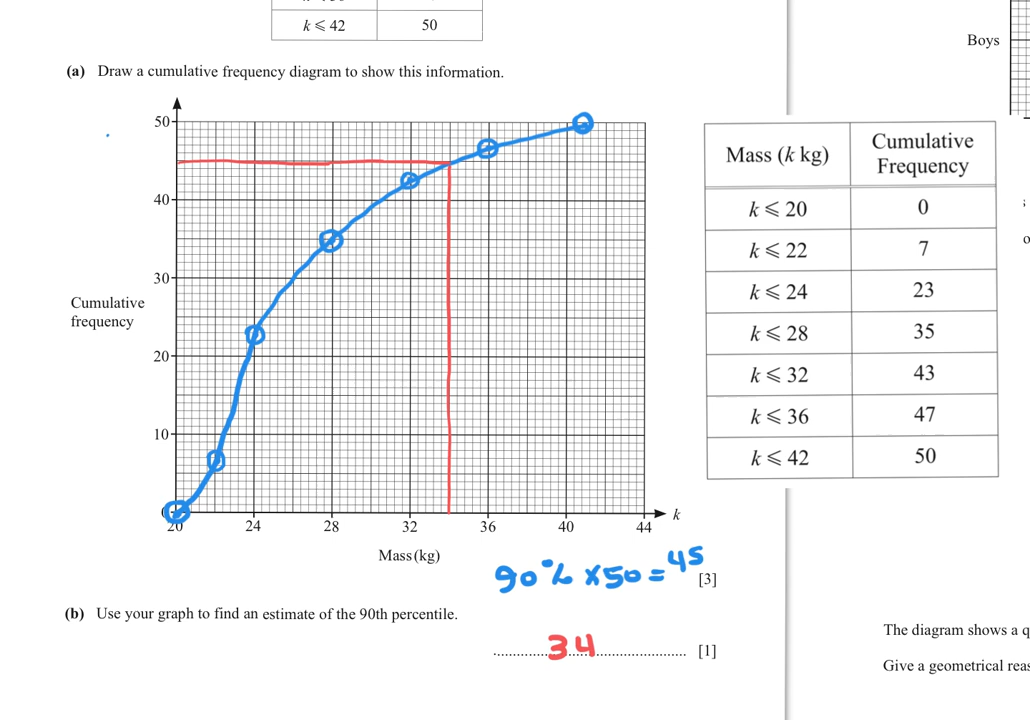 k ⩽ 42 50
Boys
(a) Draw a cumulative frequency diagram to show this information.
50
40
30
20
10
Cumulative
frequency
20 24 28 32 36 40 44 k
Mass (kg)
90% ×50=45
[3]
(b) Use your graph to find an estimate of the 90th percentile.
34 [1]
Mass (k kg) Cumulative Frequency
k ⩽ 20 0
k ⩽ 22 7
k ⩽ 24 23
k ⩽ 28 35
k ⩽ 32 43
k ⩽ 36 47
k ⩽ 42 50
The diagram shows a q
Give a geometrical rea